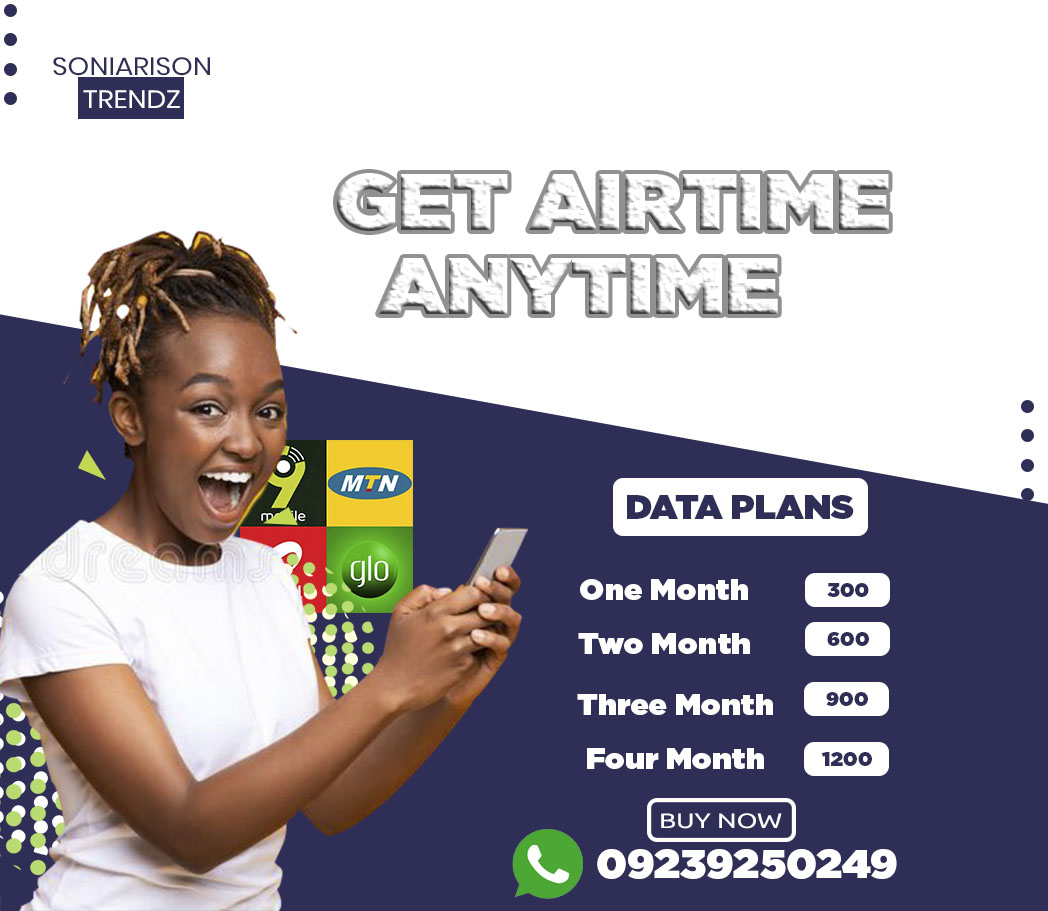 SONIARISON
TRENDZ
GET AIRTIME
ANYTIME
9
mobile
MTN
glo
dreams
DATA PLANS
One Month 300
Two Month 600
Three Month 900
Four Month 1200
BUY NOW
09239250249